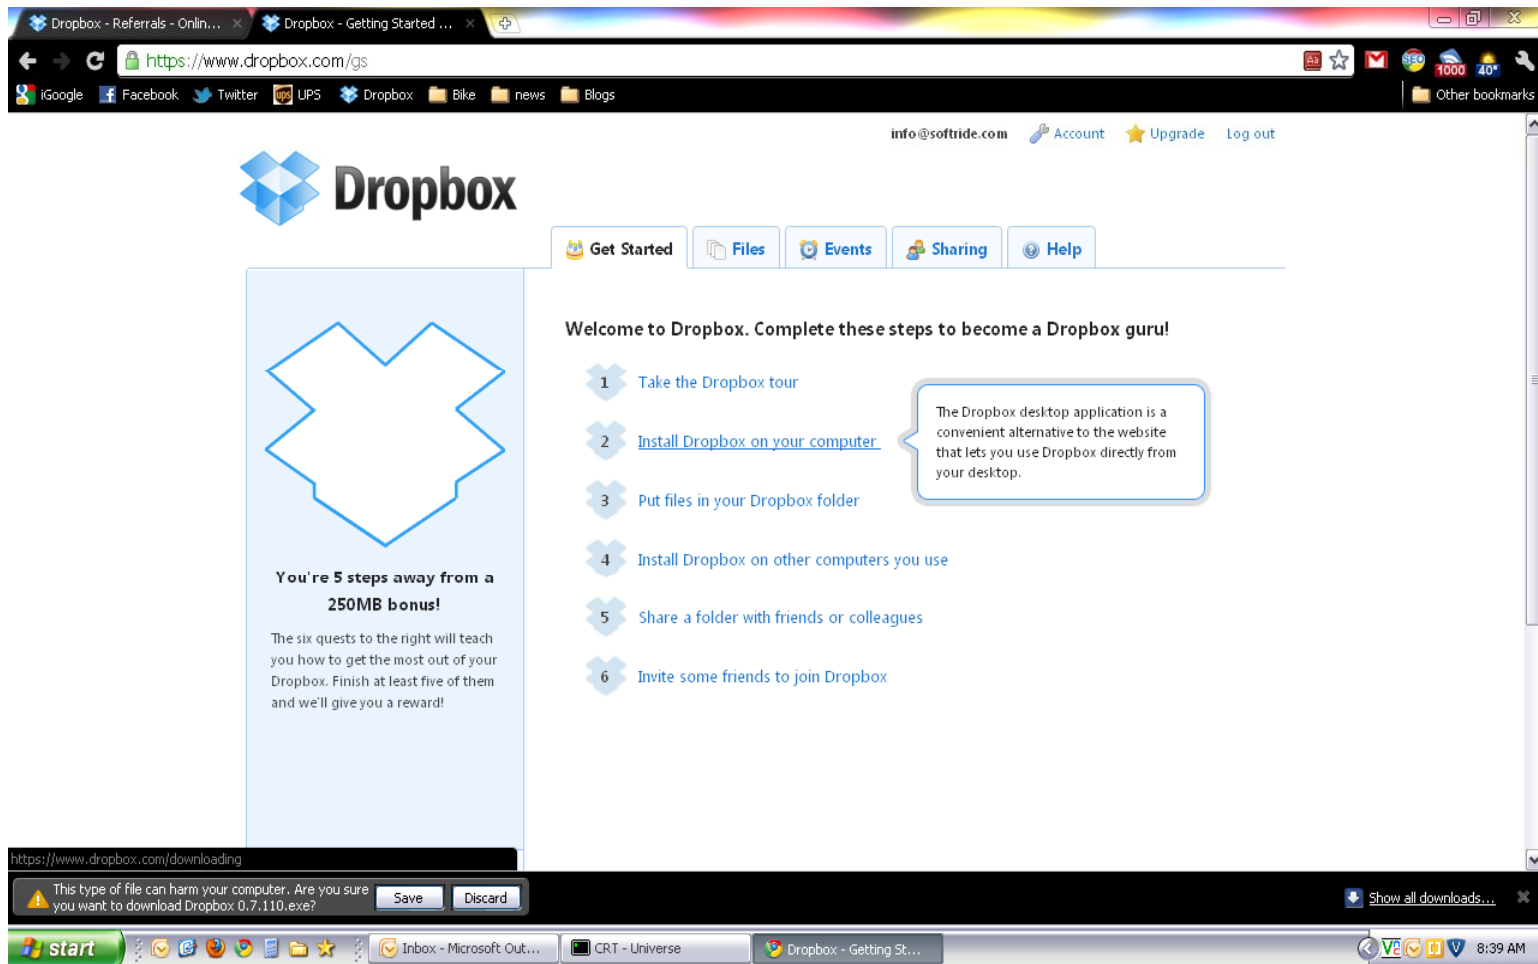 Dropbox - Referrals - Onlin...
Dropbox - Getting Started ...
https://www.dropbox.com/gs
Aa
SEO
1000
40°
iGoogle
Facebook
Twitter
ups
UPS
Dropbox
Bike
news
Blogs
Other bookmarks
info@softride.com
Account
Upgrade
Log out
Dropbox
Get Started
Files
Events
Sharing
Help
Welcome to Dropbox. Complete these steps to become a Dropbox guru!
1 Take the Dropbox tour
2 Install Dropbox on your computer
The Dropbox desktop application is a
convenient alternative to the website
that lets you use Dropbox directly from
your desktop.
3 Put files in your Dropbox folder
4 Install Dropbox on other computers you use
5 Share a folder with friends or colleagues
6 Invite some friends to join Dropbox
You're 5 steps away from a
250MB bonus!
The six quests to the right will teach
you how to get the most out of your
Dropbox. Finish at least five of them
and we'll give you a reward!
https://www.dropbox.com/downloading
This type of file can harm your computer. Are you sure
you want to download Dropbox 0.7.110.exe?
Save
Discard
Show all downloads...
start
Inbox - Microsoft Out...
CRT - Universe
Dropbox - Getting St...
8:39 AM